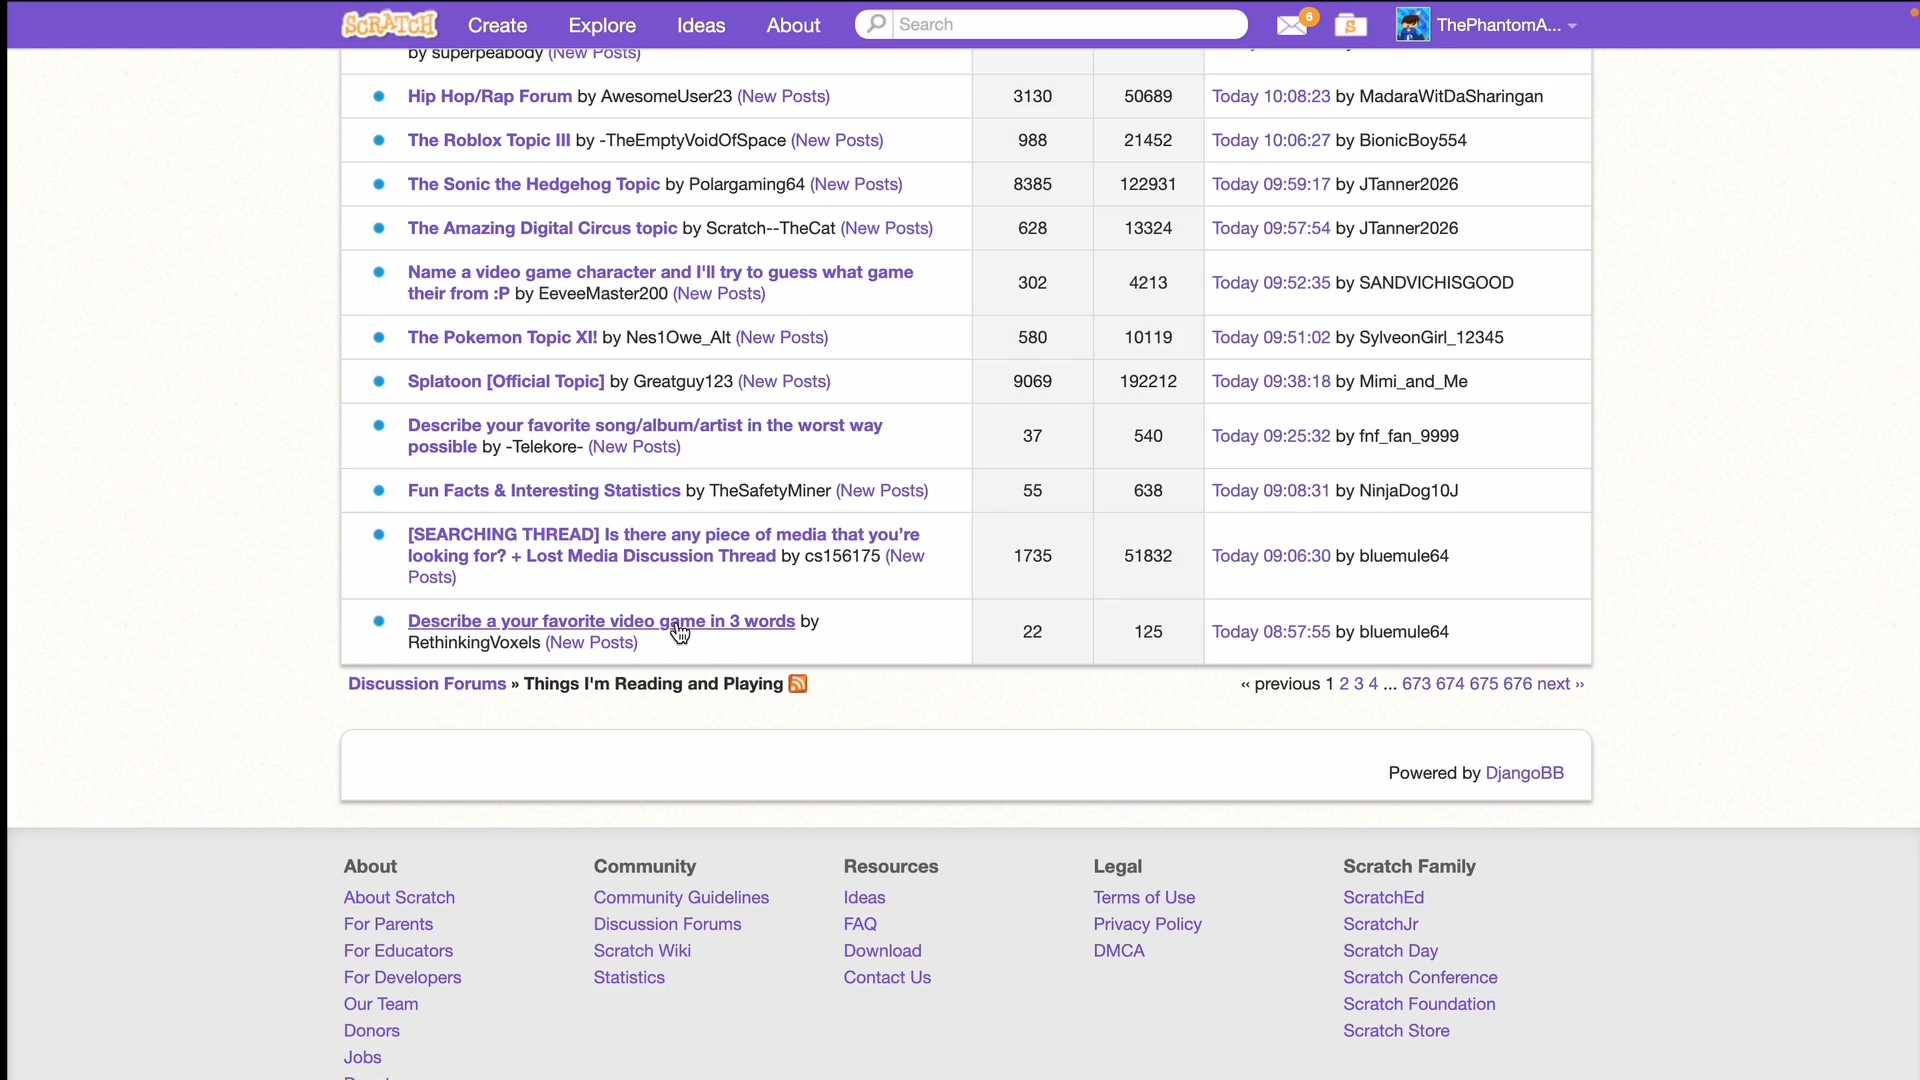 SCRATCH Create Explore Ideas About Search 6 S ThePhantomA...
by superpeabody (New Posts)
Hip Hop/Rap Forum by AwesomeUser23 (New Posts) 3130 50689 Today 10:08:23 by MadaraWitDaSharingan
The Roblox Topic III by -TheEmptyVoidOfSpace (New Posts) 988 21452 Today 10:06:27 by BionicBoy554
The Sonic the Hedgehog Topic by Polargaming64 (New Posts) 8385 122931 Today 09:59:17 by JTanner2026
The Amazing Digital Circus topic by Scratch--TheCat (New Posts) 628 13324 Today 09:57:54 by JTanner2026
Name a video game character and I'll try to guess what game
their from :P by EeveeMaster200 (New Posts) 302 4213 Today 09:52:35 by SANDVICHISGOOD
The Pokemon Topic XI! by Nes1Owe_Alt (New Posts) 580 10119 Today 09:51:02 by SylveonGirl_12345
Splatoon [Official Topic] by Greatguy123 (New Posts) 9069 192212 Today 09:38:18 by Mimi_and_Me
Describe your favorite song/album/artist in the worst way
possible by -Telekore- (New Posts) 37 540 Today 09:25:32 by fnf_fan_9999
Fun Facts & Interesting Statistics by TheSafetyMiner (New Posts) 55 638 Today 09:08:31 by NinjaDog10J
[SEARCHING THREAD] Is there any piece of media that you’re
looking for? + Lost Media Discussion Thread by cs156175 (New
Posts) 1735 51832 Today 09:06:30 by bluemule64
Describe a your favorite video game in 3 words by
RethinkingVoxels (New Posts) 22 125 Today 08:57:55 by bluemule64
Discussion Forums » Things I'm Reading and Playing ‹‹ previous 1 2 3 4 ... 673 674 675 676 next ››
Powered by DjangoBB
About Community Resources Legal Scratch Family
About Scratch Community Guidelines Ideas Terms of Use ScratchEd
For Parents Discussion Forums FAQ Privacy Policy ScratchJr
For Educators Scratch Wiki Download DMCA Scratch Day
For Developers Statistics Contact Us Scratch Conference
Our Team Scratch Foundation
Donors Scratch Store
Jobs